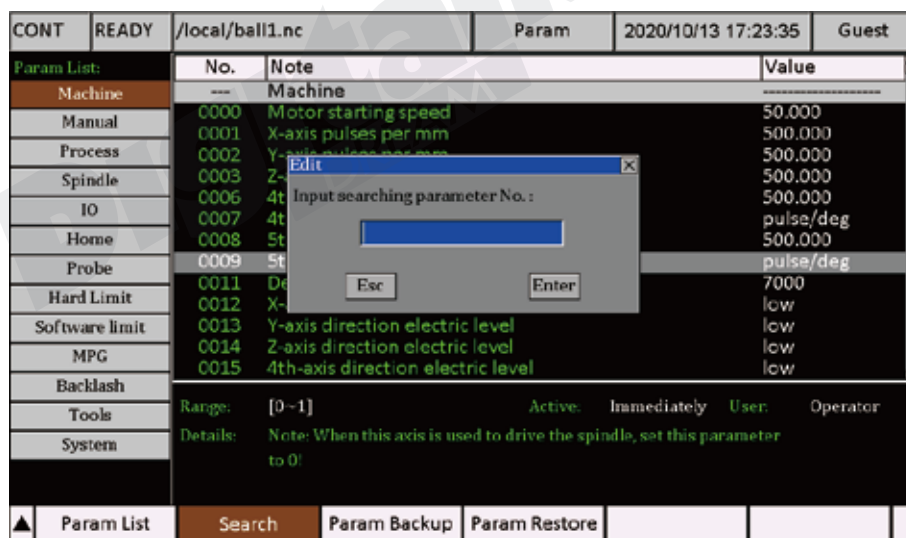 CONT READY /local/ball1.nc Param 2020/10/13 17:23:35 Guest
Param List: No. Note Value
Machine --- Machine --------------------
Manual 0000 Motor starting speed 50.000
0001 X-axis pulses per mm 500.000
Process 0002 Y-axis pulses per mm 500.000
Spindle 0003 Z- 500.000
0006 4t 500.000
IO 0007 4t pulse/deg
Home 0008 5t 500.000
Probe 0009 5t pulse/deg
0011 De 7000
Hard Limit 0012 X- low
Software limit 0013 Y-axis direction electric level low
MPG 0014 Z-axis direction electric level low
0015 4th-axis direction electric level low
Edit
Input searching parameter No. :
Esc Enter
Backlash
Tools Range: [0~1] Active: Immediately User: Operator
System Details: Note: When this axis is used to drive the spindle, set this parameter
to 0!
▲ Param List Search Param Backup Param Restore